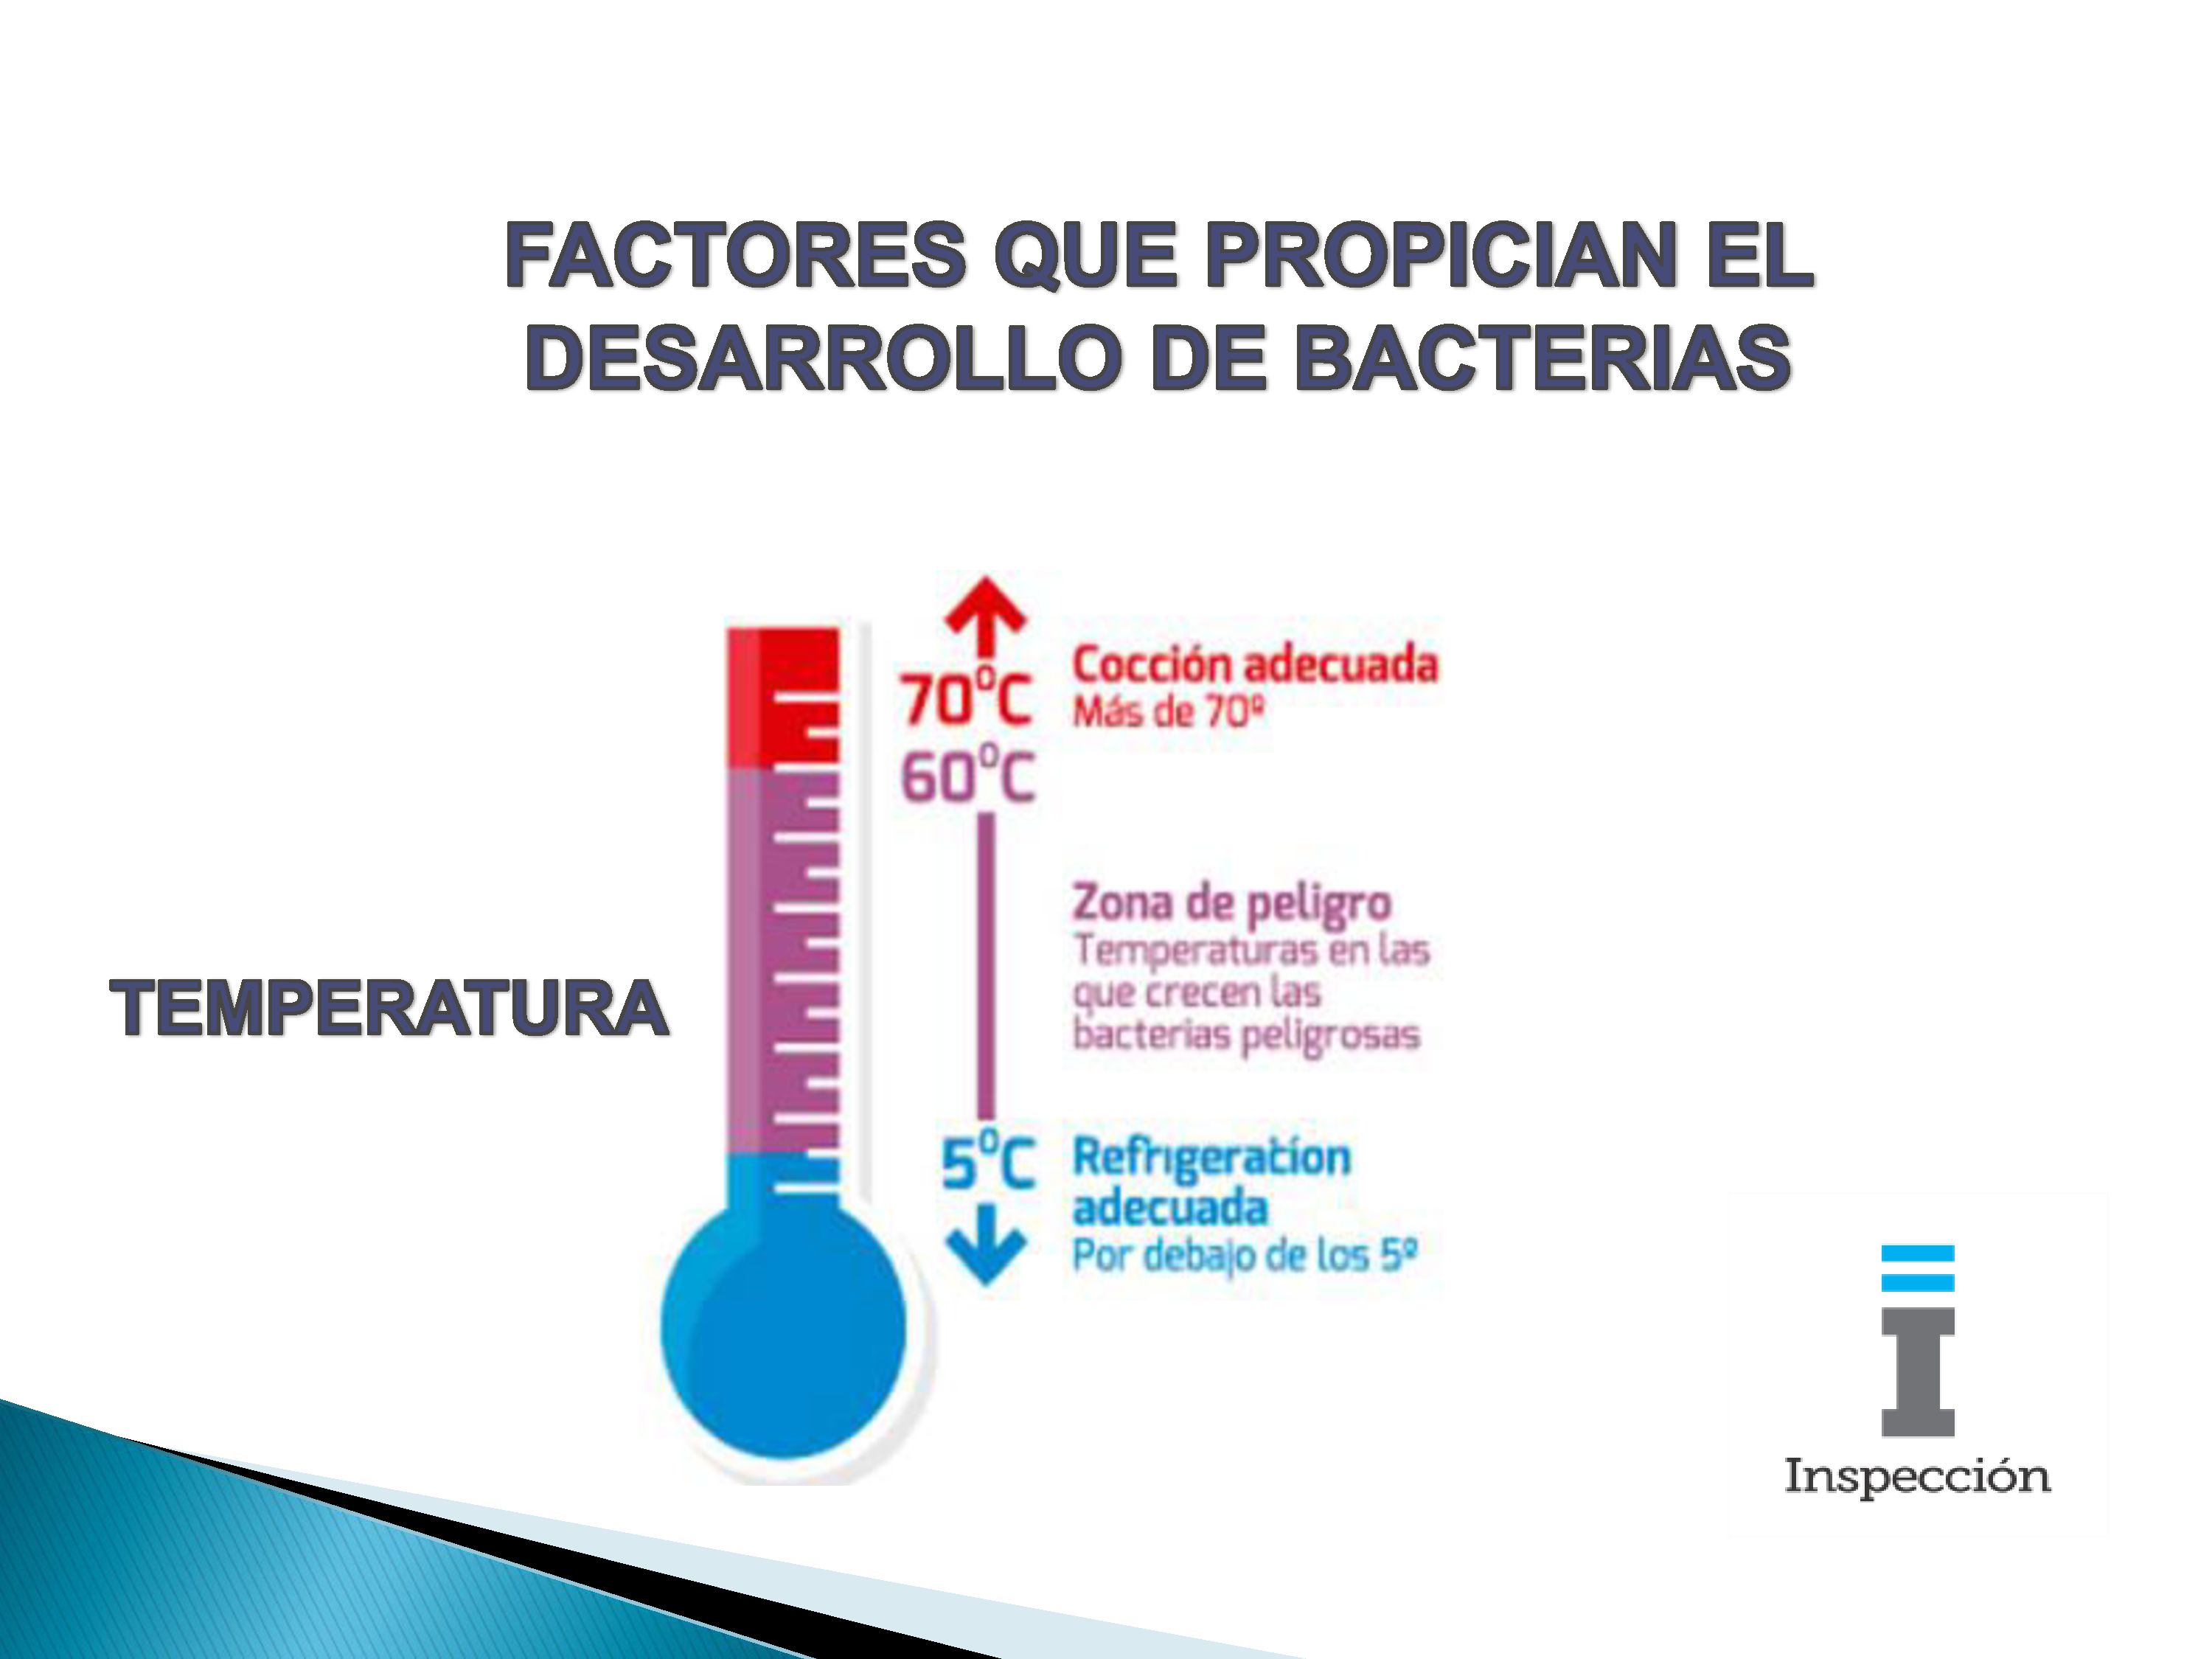 FACTORES QUE PROPICIAN EL
DESARROLLO DE BACTERIAS
TEMPERATURA
70°C
Cocción adecuada
Más de 70º
60°C
Zona de peligro
Temperaturas en las
que crecen las
bacterias peligrosas
5°C
Refrigeration
adecuada
Por debajo de los 5º
Inspección